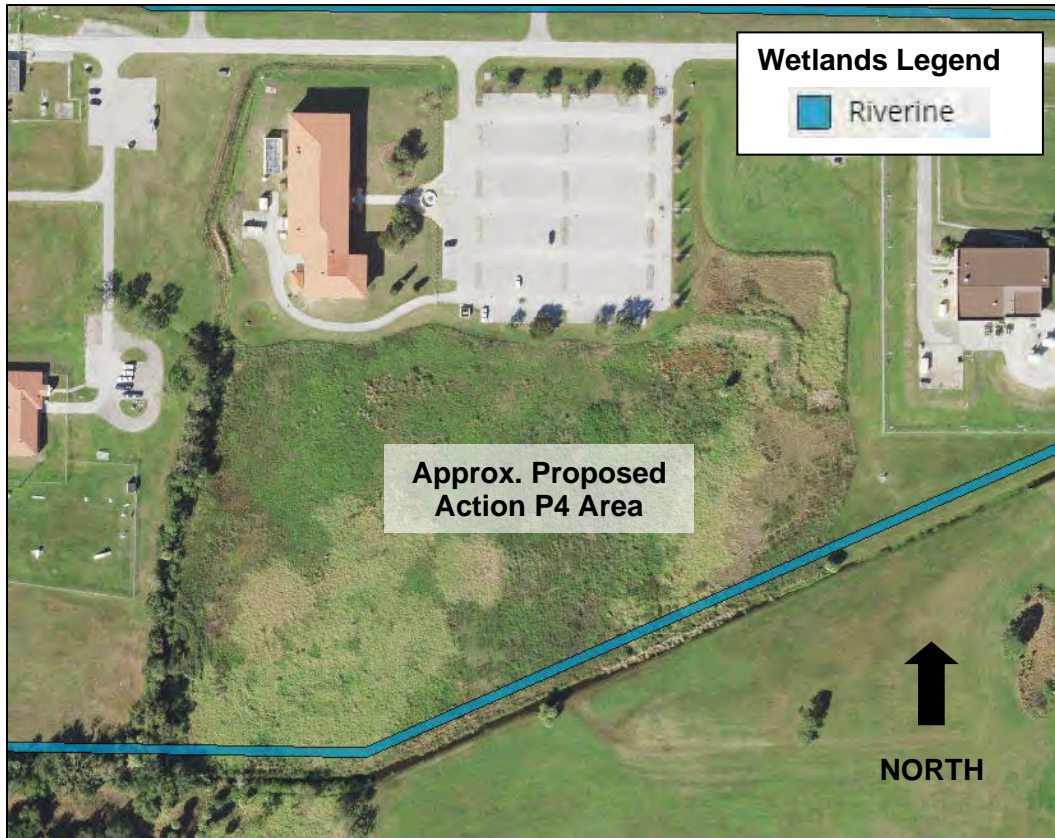 Wetlands Legend
Riverine
Approx. Proposed
Action P4 Area
NORTH